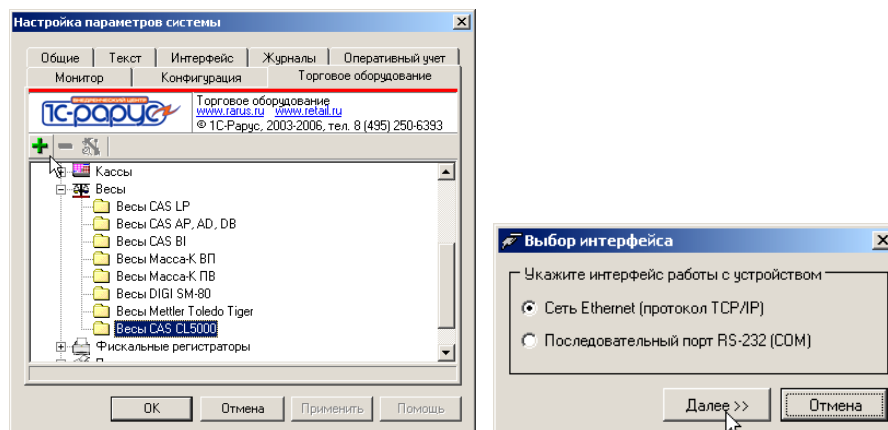 Настройка параметров системы
Общие
Текст
Интерфейс
Журналы
Оперативный учет
Монитор
Конфигурация
Торговое оборудование
ВНЕДРЕНЧЕСКИЙ ЦЕНТР
1С-рарус
Торговое оборудование
www.rarus.ru www.retail.ru
© 1С-Рарус, 2003-2006, тел. 8 (495) 250-6393
Кассы
Весы
Весы CAS LP
Весы CAS AP, AD, DB
Весы CAS BI
Весы Масса-К ВП
Весы Масса-К ПВ
Весы DIGI SM-80
Весы Mettler Toledo Tiger
Весы CAS CL5000
Фискальные регистраторы
OK
Отмена
Применить
Помощь
Выбор интерфейса
Укажите интерфейс работы с устройством
Сеть Ethernet (протокол TCP/IP)
Последовательный порт RS-232 (COM)
Далее >>
Отмена